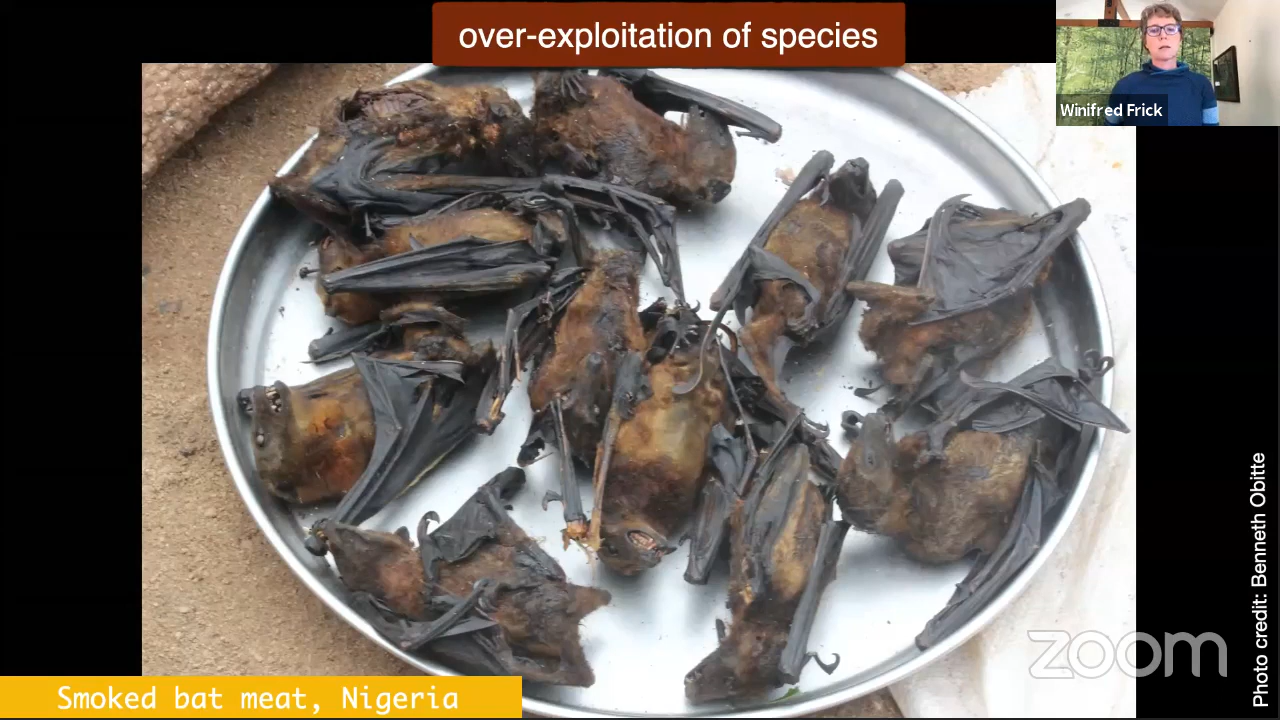 over-exploitation of species
Winifred Frick
Photo credit: Benneth Obitte
zoom
Smoked bat meat, Nigeria